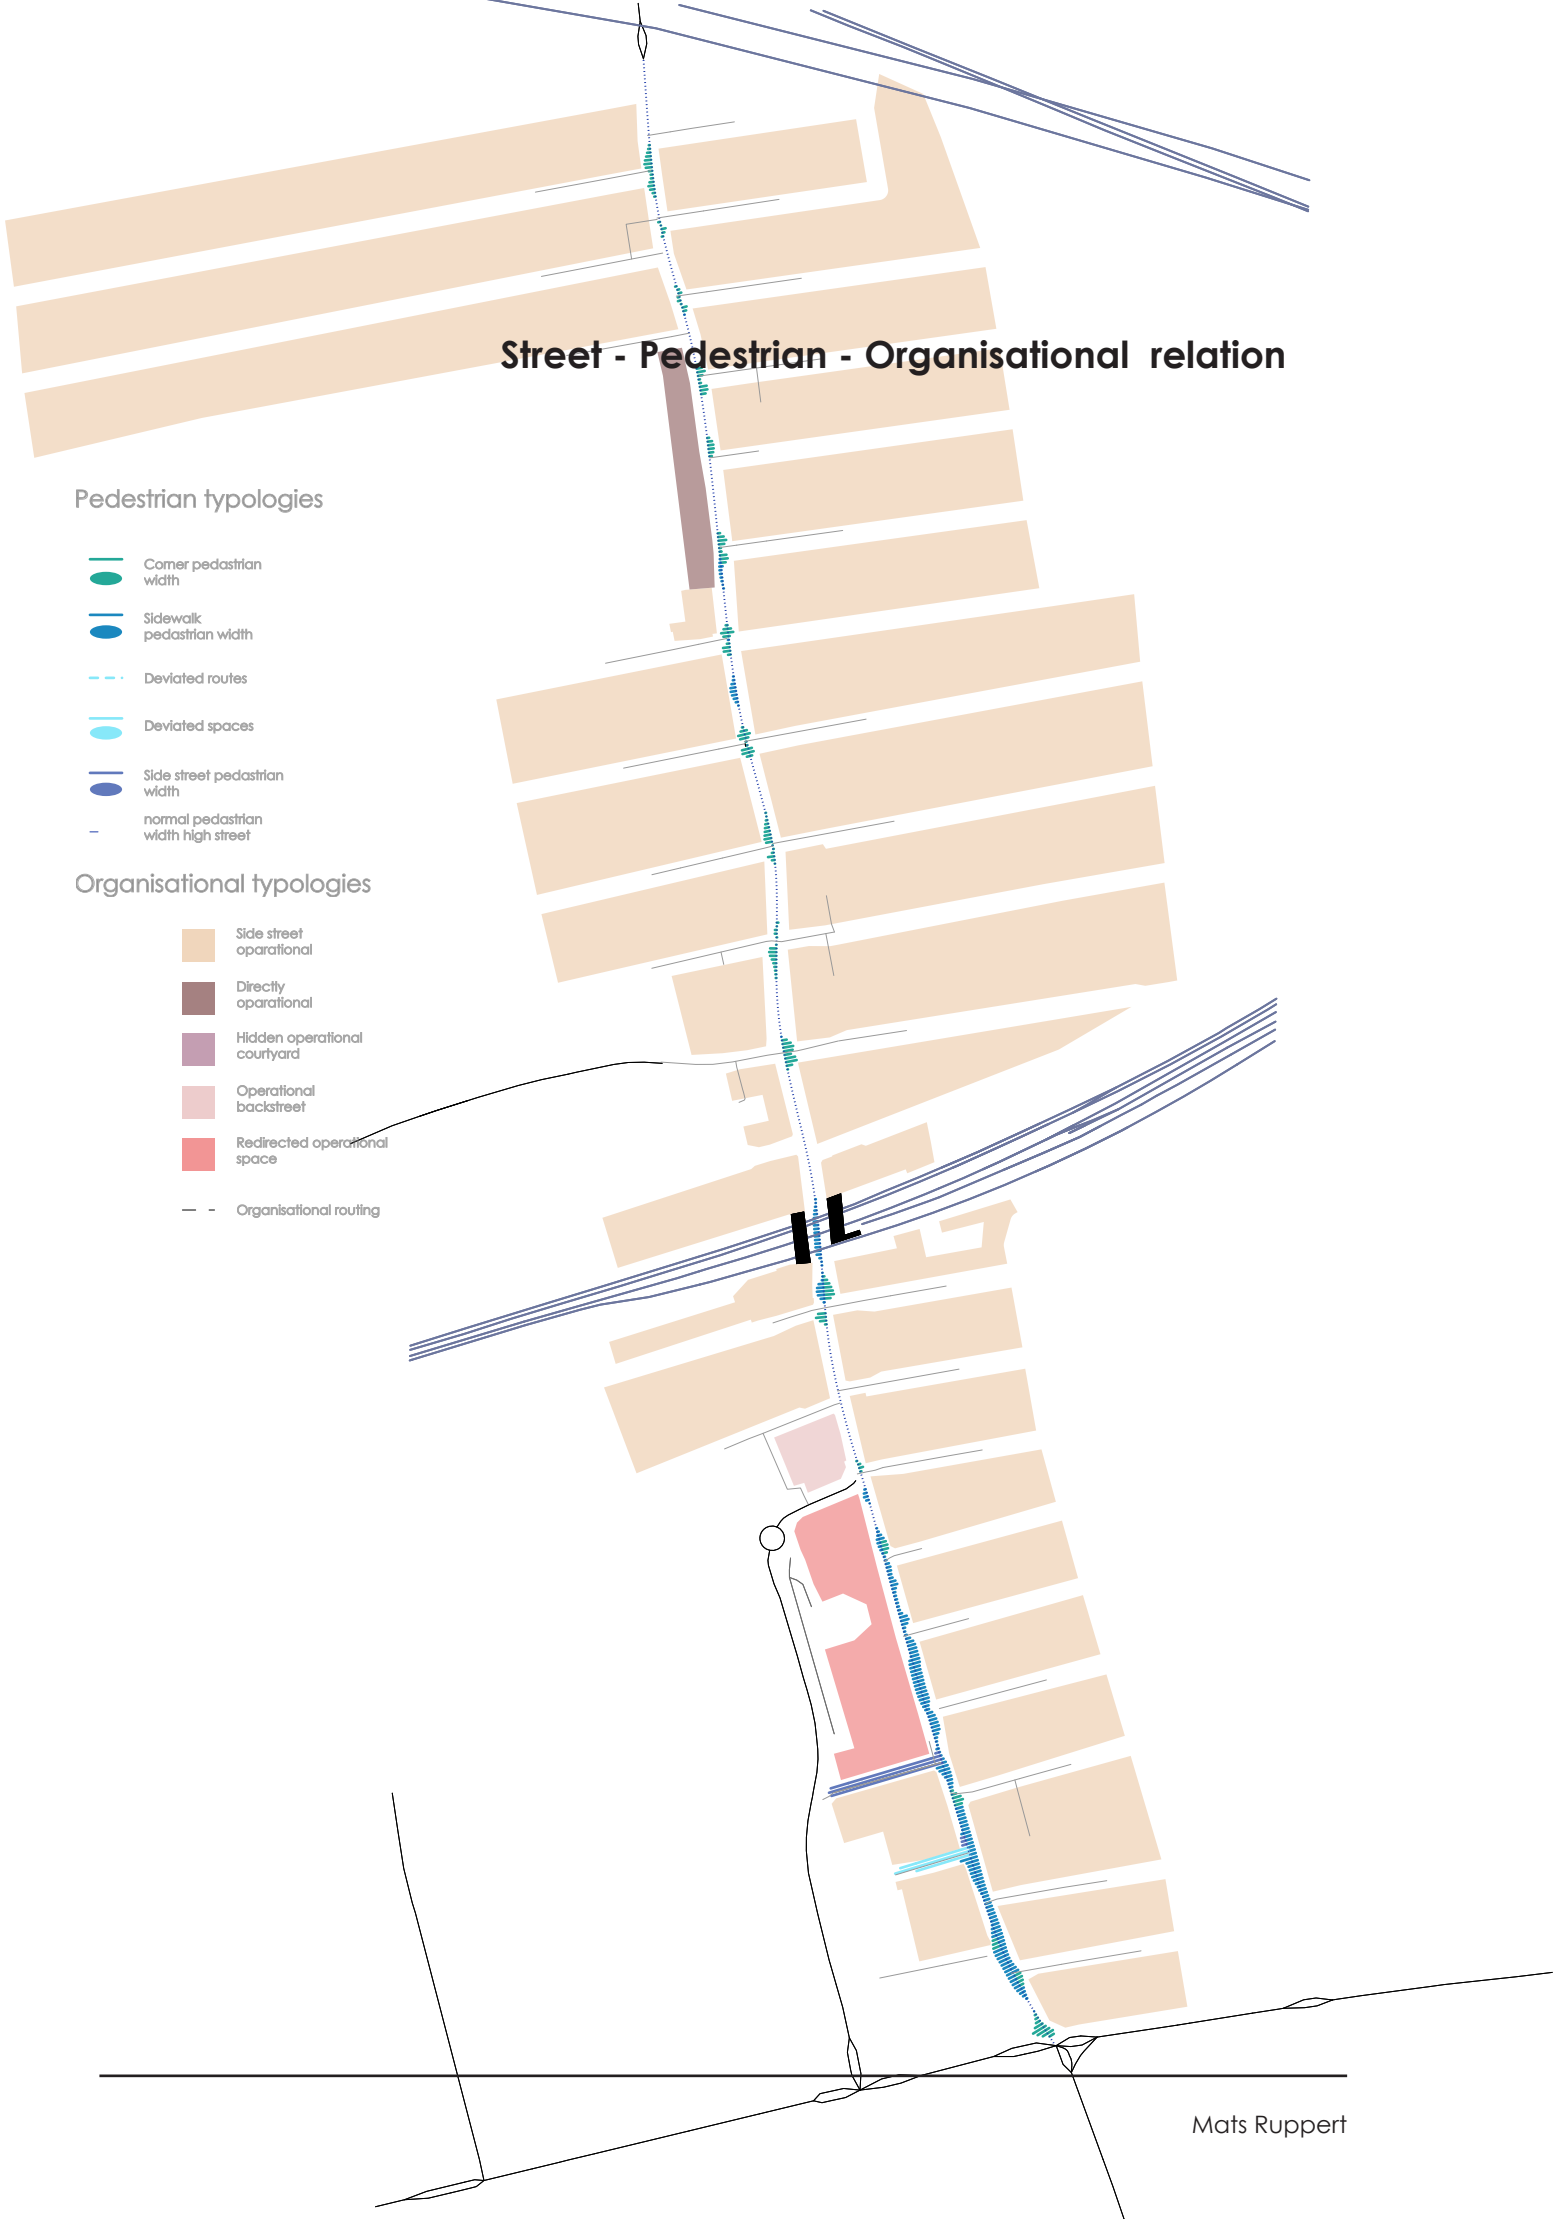 Street - Pedestrian - Organisational relation
Pedestrian typologies
Corner pedastrian
width
Sidewalk
pedastrian width
Deviated routes
Deviated spaces
Side street pedastrian
width
normal pedastrian
width high street
Organisational typologies
Side street
oparational
Directly
oparational
Hidden operational
courtyard
Operational
backstreet
Redirected operational
space
Organisational routing
Mats Ruppert